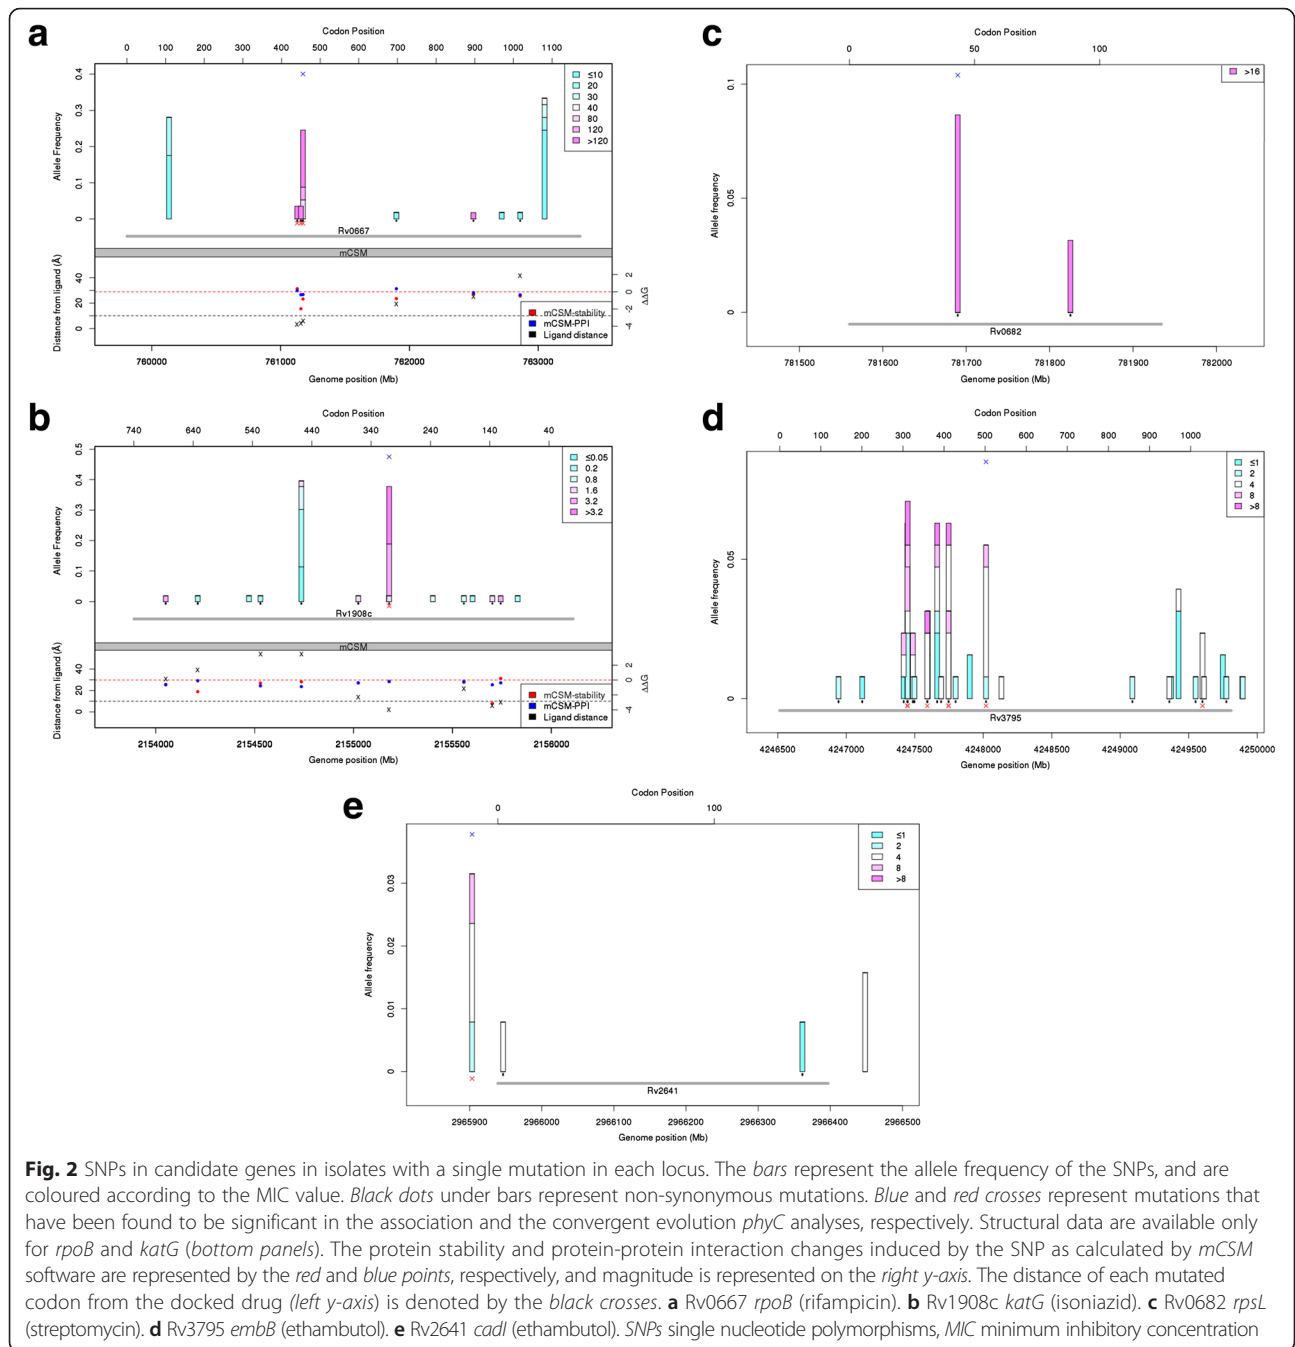 a
Codon Position
0 100 200 300 400 500 600 700 800 900 1000 1100
Allele Frequency
0.4
0.3
0.2
0.1
0
≤10
20
30
40
80
120
>120
Rv0667
mCSM
Distance from ligand (Å)
40
20
0
2
0
-2
-4
ΔΔG
mCSM-stability
mCSM-PPI
Ligand distance
760000 761000 762000 763000
Genome position (Mb)
b
Codon Position
740 640 540 440 340 240 140 40
Allele Frequency
0.5
0.4
0.3
0.2
0.1
0
≤0.05
0.2
0.8
1.6
3.2
>3.2
Rv1908c
mCSM
Distance from ligand (Å)
40
20
0
2
0
-4
ΔΔG
mCSM-stability
mCSM-PPI
Ligand distance
2154000 2154500 2155000 2155500 2156000
Genome position (Mb)
c
Codon Position
0 50 100
Allele frequency
0.1
0.05
0
>16
Rv0682
781500 781600 781700 781800 781900 782000
Genome position (Mb)
d
Codon Position
0 100 200 300 400 500 600 700 800 900 1000
Allele frequency
0.05
0
≤1
2
4
8
>8
Rv3795
4246500 4247000 4247500 4248000 4248500 4249000 4249500 4250000
Genome position (Mb)
e
Codon Position
0 100
Allele frequency
0.03
0.02
0.01
0
≤1
2
4
8
>8
Rv2641
2965900 2966000 2966100 2966200 2966300 2966400 2966500
Genome position (Mb)
Fig. 2 SNPs in candidate genes in isolates with a single mutation in each locus. The bars represent the allele frequency of the SNPs, and are
coloured according to the MIC value. Black dots under bars represent non-synonymous mutations. Blue and red crosses represent mutations that
have been found to be significant in the association and the convergent evolution phyC analyses, respectively. Structural data are available only
for rpoB and katG (bottom panels). The protein stability and protein-protein interaction changes induced by the SNP as calculated by mCSM
software are represented by the red and blue points, respectively, and magnitude is represented on the right y-axis. The distance of each mutated
codon from the docked drug (left y-axis) is denoted by the black crosses. a Rv0667 rpoB (rifampicin). b Rv1908c katG (isoniazid). c Rv0682 rpsL
(streptomycin). d Rv3795 embB (ethambutol). e Rv2641 cadI (ethambutol). SNPs single nucleotide polymorphisms, MIC minimum inhibitory concentration